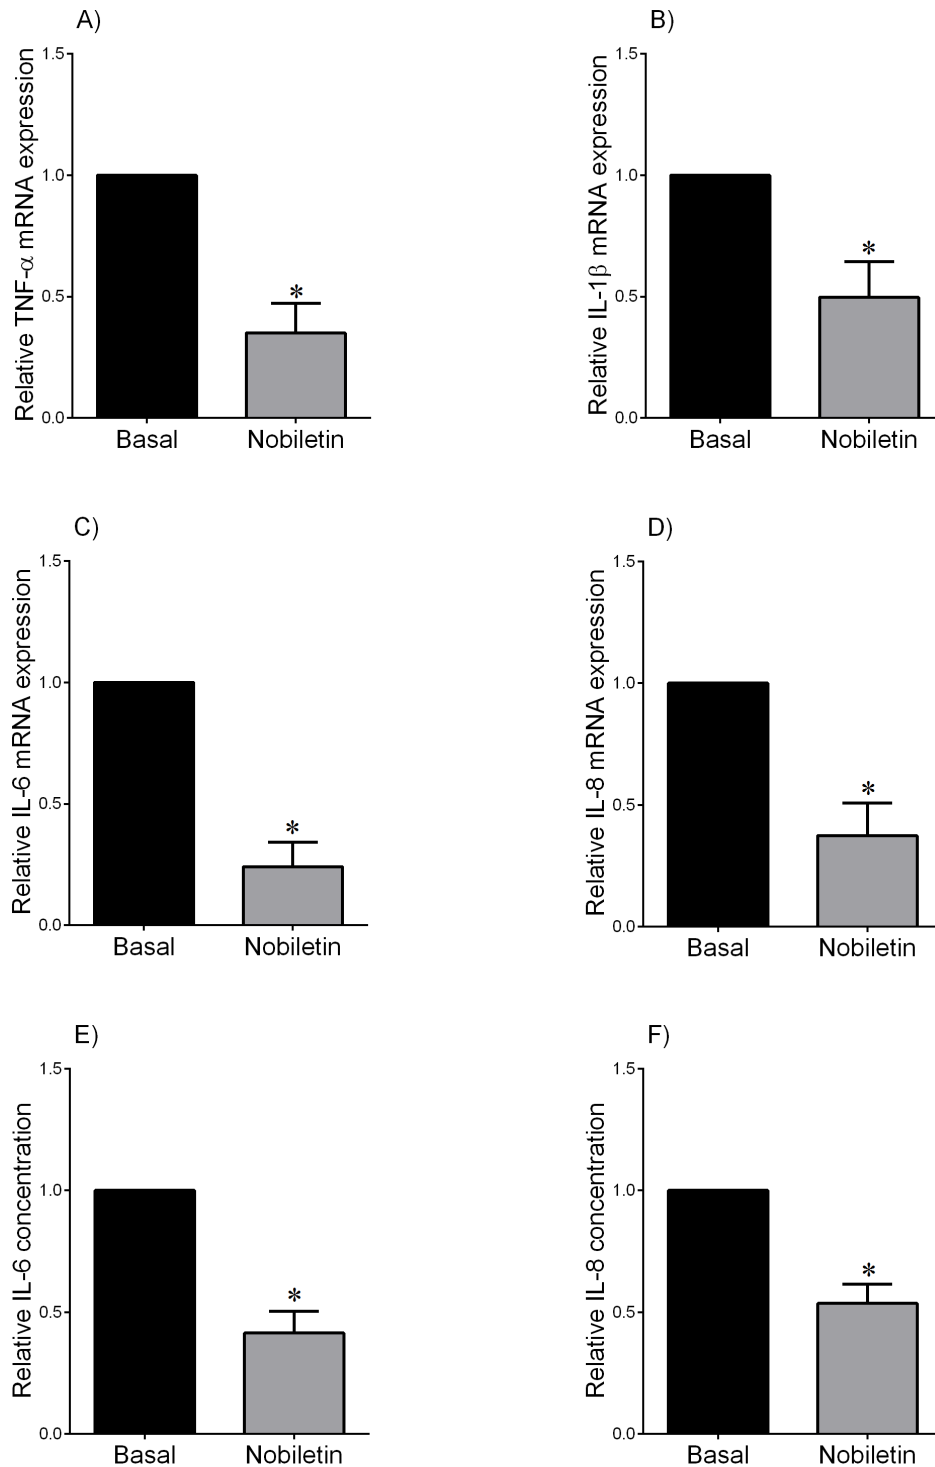 A)
Relative TNF-α mRNA expression
1.5
1.0
0.5
0.0
*
Basal
Nobiletin
B)
Relative IL-1β mRNA expression
1.5
1.0
0.5
0.0
*
Basal
Nobiletin
C)
Relative IL-6 mRNA expression
1.5
1.0
0.5
0.0
*
Basal
Nobiletin
D)
Relative IL-8 mRNA expression
1.5
1.0
0.5
0.0
*
Basal
Nobiletin
E)
Relative IL-6 concentration
1.5
1.0
0.5
0.0
*
Basal
Nobiletin
F)
Relative IL-8 concentration
1.5
1.0
0.5
0.0
*
Basal
Nobiletin